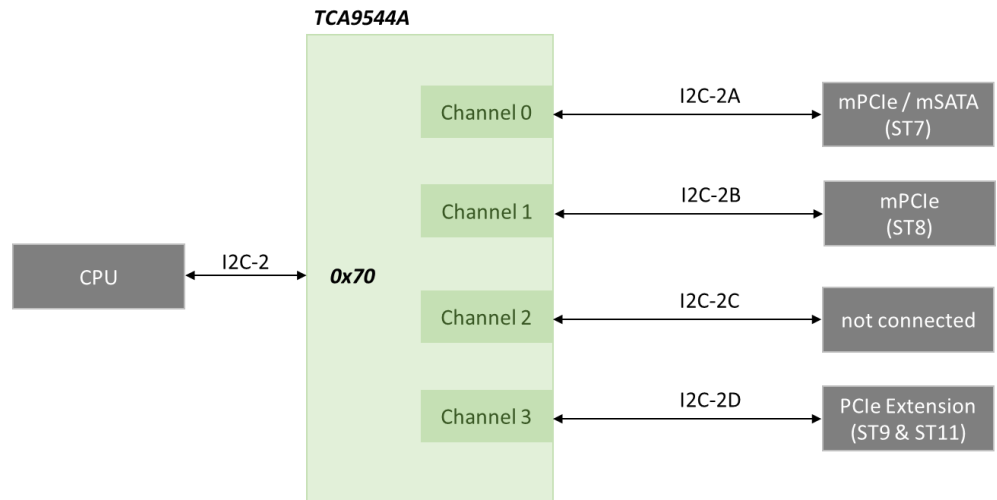 TCA9544A
Channel 0
I2C-2A
mPCIe / mSATA
(ST7)
Channel 1
I2C-2B
mPCIe
(ST8)
CPU
I2C-2
0x70
Channel 2
I2C-2C
not connected
Channel 3
I2C-2D
PCIe Extension
(ST9 & ST11)